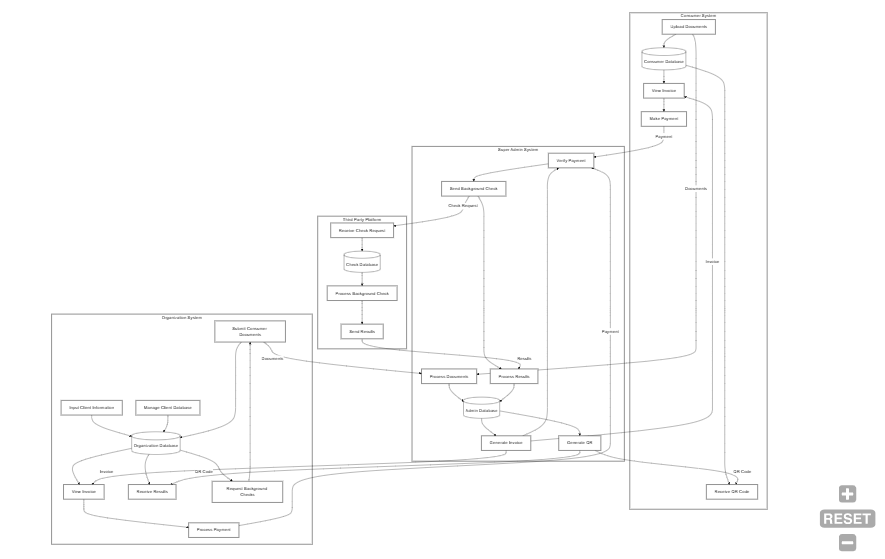 Consumer System
Upload Documents
Consumer Database
View Invoice
Make Payment
Payment
Super Admin System
Verify Payment
Send Background Check
Documents
Check Request
Third Party Platform
Receive Check Request
Check Database
Invoice
Process Background Check
Organization System
Submit Consumer
Documents
Send Results
Payment
Documents
Results
Process Documents
Process Results
Input Client Information
Manage Client Database
Admin Database
Organization Database
Generate Invoice
Generate QR
Invoice
QR Code
QR Code
View Invoice
Receive Results
Request Background
Checks
Receive QR Code
Process Payment
RESET